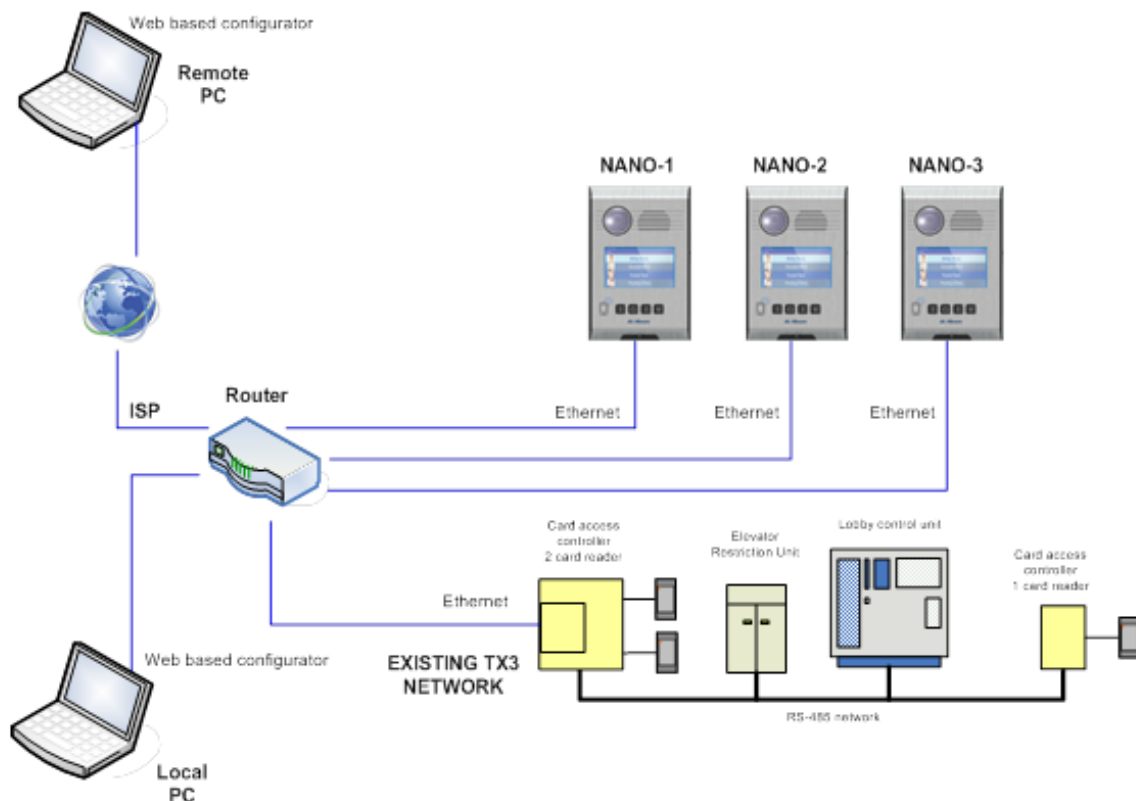 Web based configurator
Remote
PC
NANO-1
NANO-2
NANO-3
ISP
Router
Ethernet
Ethernet
Ethernet
Card access
controller
2 card reader
Elevator
Restriction Unit
Lobby control unit
Card access
controller
1 card reader
Ethernet
EXISTING TX3
NETWORK
Web based configurator
RS-485 network
Local
PC